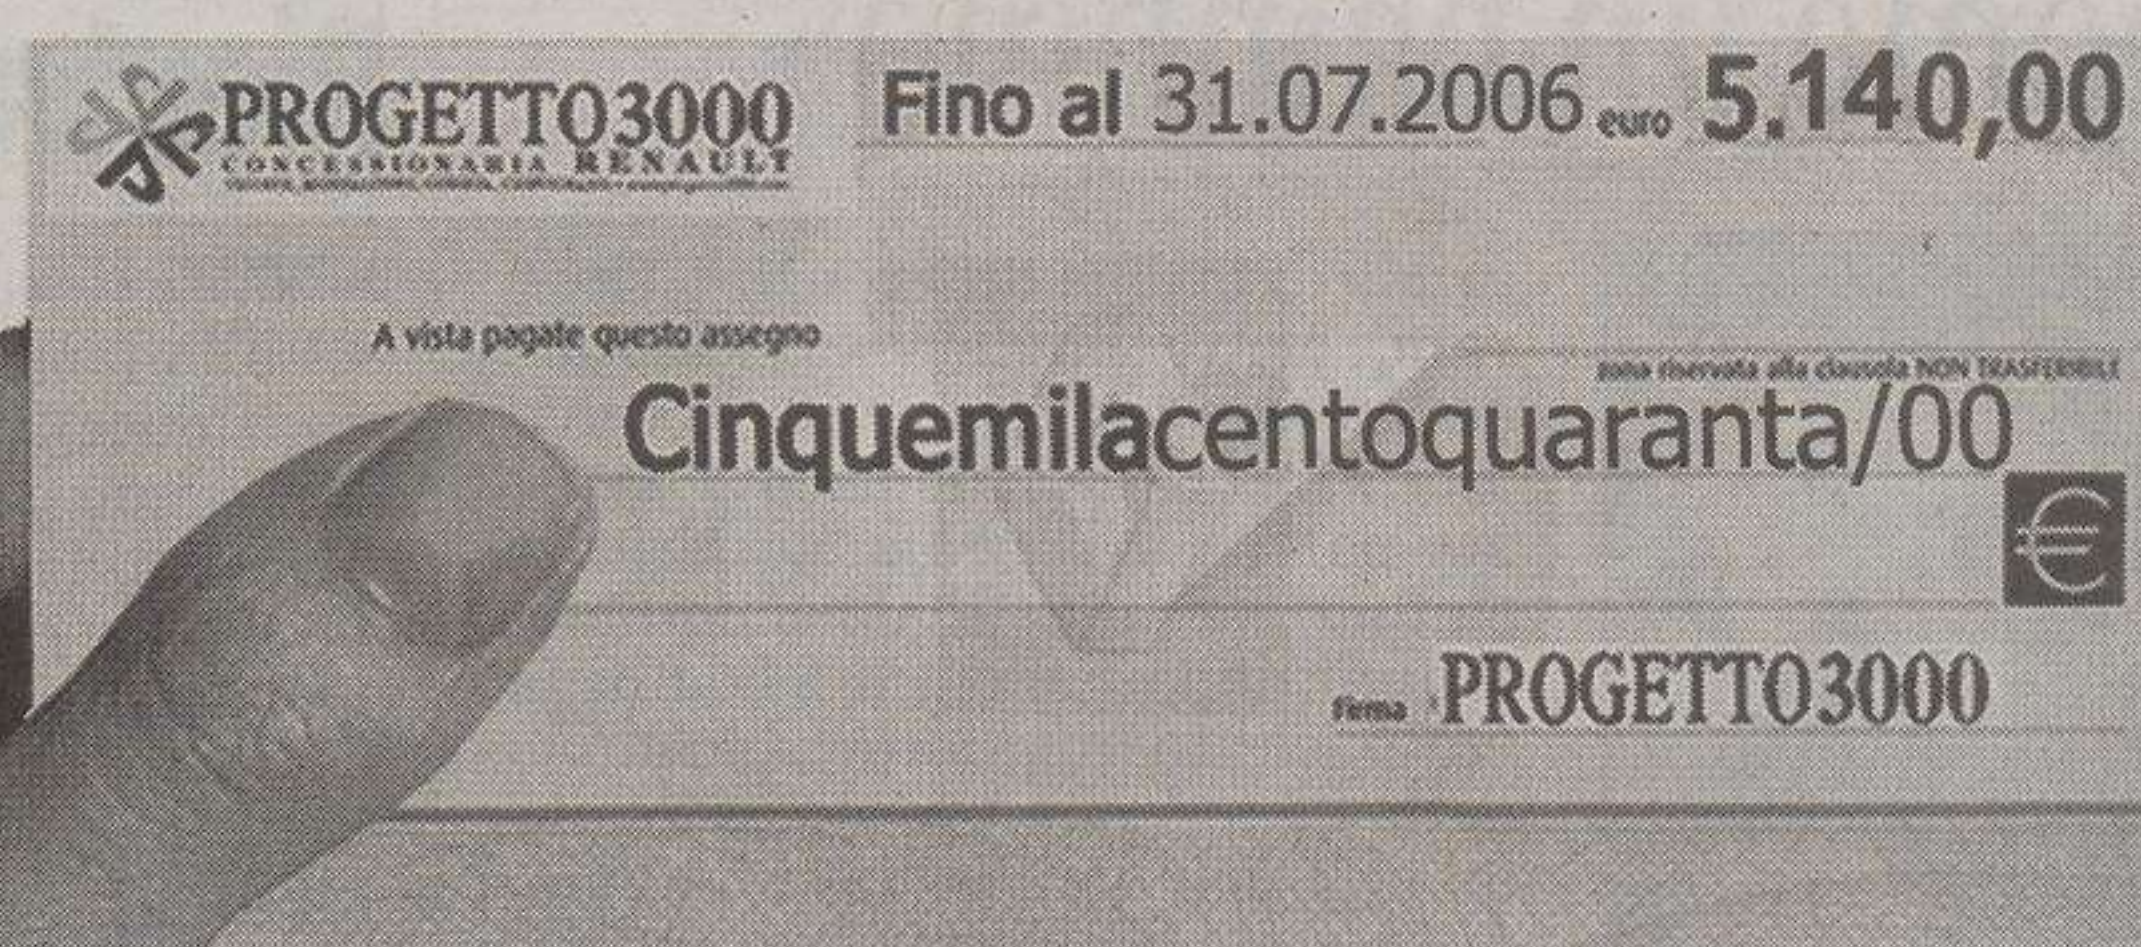 PROGETTO3000 Fino al 31.07.2006 euro 5.140,00
CONCESSIONARIA RENAULT
A vista pagate questo assegno
zona riservata alla clausola NON TRASFERIBILE
Cinquemilacentoquaranta/00
€
firma PROGETTO3000